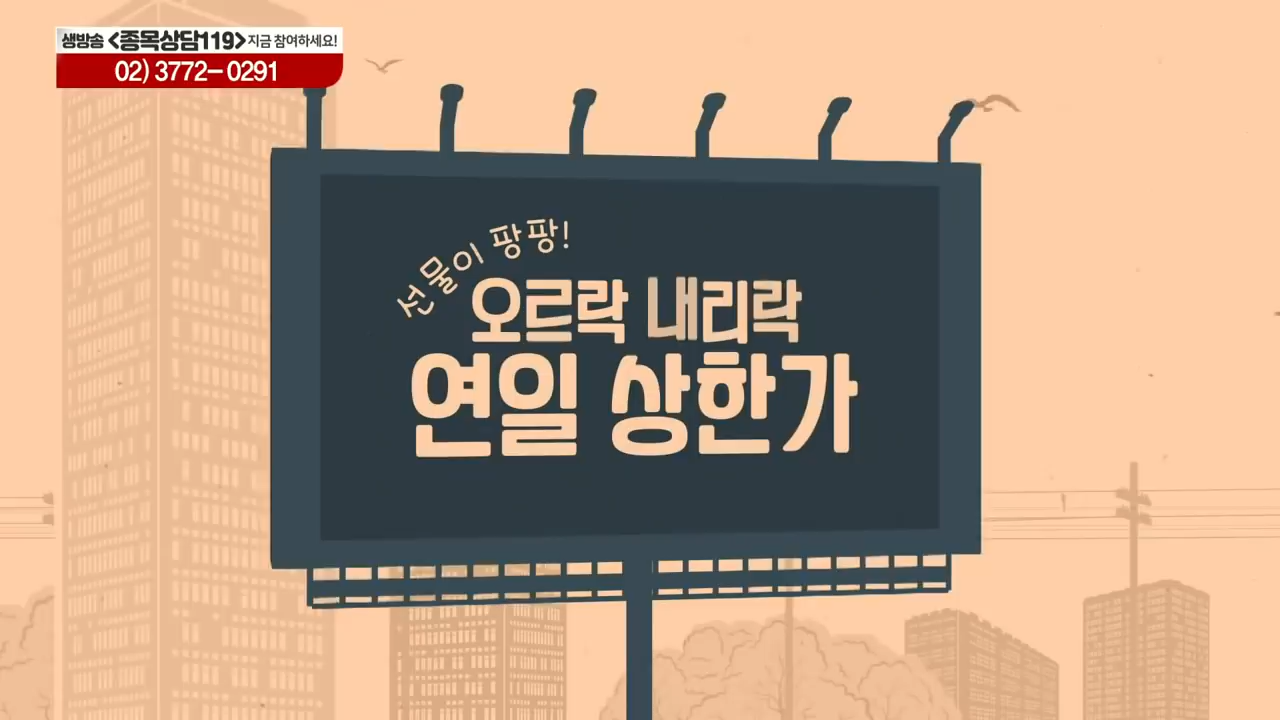 생방송 <종목상담119> 지금 참여하세요!
02) 3772-0291
선물이 팡팡!
오르락 내리락
연일 상한가